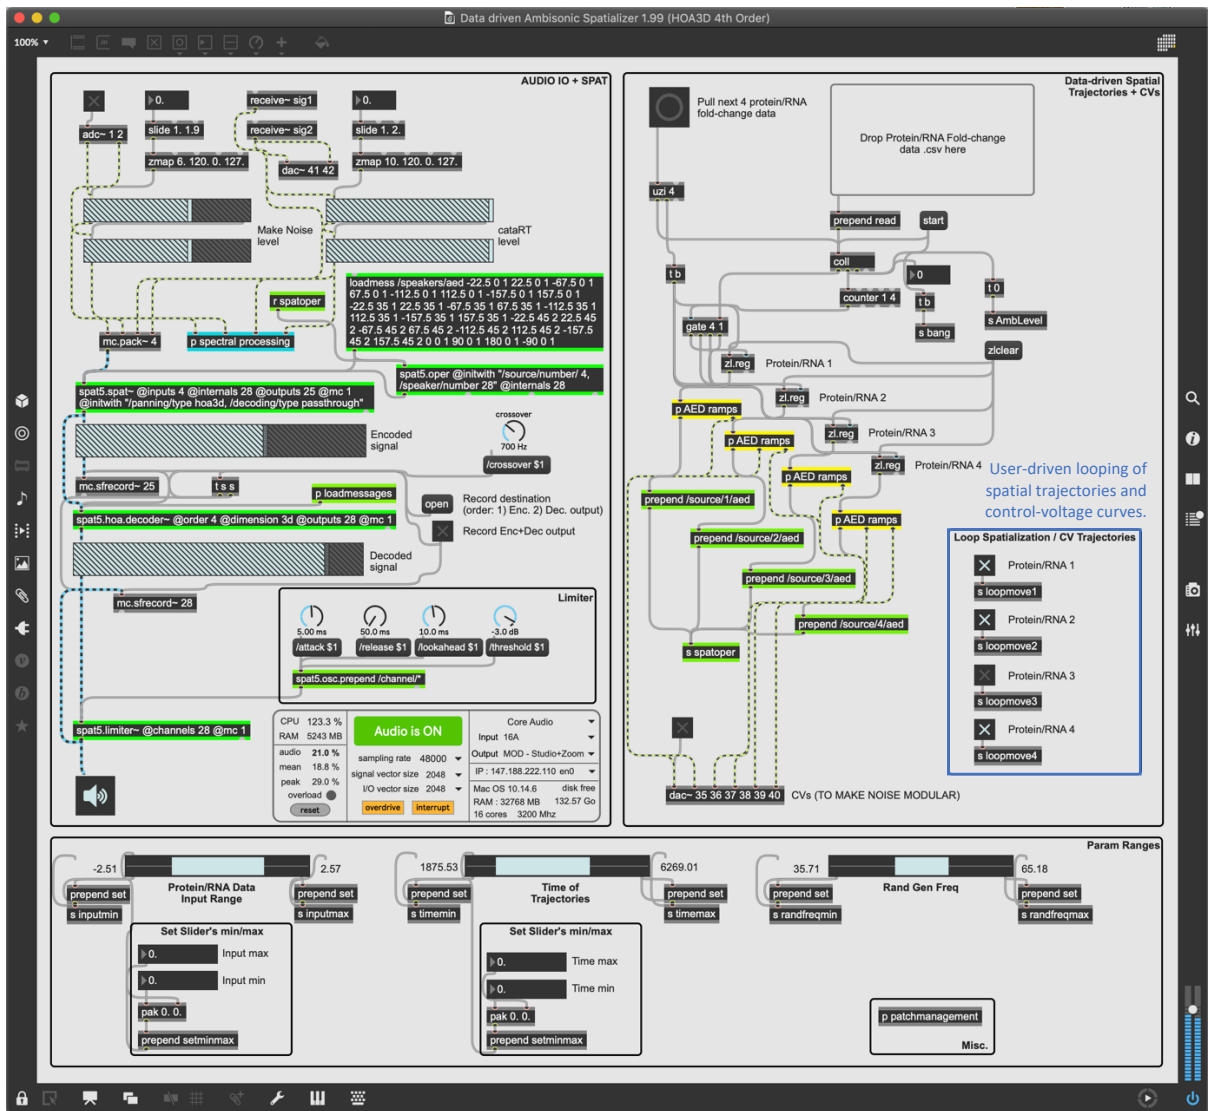 Data driven Ambisonic Spatializer 1.99 (HOA3D 4th Order)
100%
AUDIO IO + SPAT
0.
receive~ sig1
0.
adc~ 1 2
slide 1. 1.9
receive~ sig2
slide 1. 2.
zmap 6. 120. 0. 127.
dac~ 41 42
zmap 10. 120. 0. 127.
Make Noise
level
cataRT
level
r spatoper
loadmess /speakers/aed -22.5 0 1 22.5 0 1 -67.5 0 1
67.5 0 1 -112.5 0 1 112.5 0 1 -157.5 0 1 157.5 0 1
-22.5 35 1 22.5 35 1 -67.5 35 1 67.5 35 1 -112.5 35 1
112.5 35 1 -157.5 35 1 157.5 35 1 -22.5 45 2 22.5 45
2 -67.5 45 2 67.5 45 2 -112.5 45 2 112.5 45 2 -157.5
45 2 157.5 45 2 0 0 1 90 0 1 180 0 1 -90 0 1
mc.pack~ 4
p spectral processing
spat5.oper @initwith "/source/number/ 4,
/speaker/number 28" @internals 28
spat5.spat~ @inputs 4 @internals 28 @outputs 25 @mc 1
@initwith "/panning/type hoa3d, /decoding/type passthrough"
crossover
700 Hz
/crossover $1
Encoded
signal
mc.sfrecord~ 25
t s s
p loadmessages
open
Record destination
(order: 1) Enc. 2) Dec. output)
spat5.hoa.decoder~ @order 4 @dimension 3d @outputs 28 @mc 1
Record Enc+Dec output
Decoded
signal
mc.sfrecord~ 28
Limiter
5.00 ms
50.0 ms
10.0 ms
-3.0 dB
/attack $1
/release $1
/lookahead $1
/threshold $1
spat5.osc.prepend /channel/*
spat5.limiter~ @channels 28 @mc 1
CPU 123.3 %
RAM 5243 MB
audio 21.0 %
mean 18.8 %
peak 29.0 %
overload
reset
Audio is ON
sampling rate 48000
signal vector size 2048
I/O vector size 2048
overdrive
interrupt
Core Audio
Input 16A
Output MOD - Studio+Zoom
IP : 147.188.222.110 en0
Mac OS 10.14.6 disk free
RAM : 32768 MB 132.57 Go
16 cores 3200 Mhz
Data-driven Spatial
Trajectories + CVs
Pull next 4 protein/RNA
fold-change data
Drop Protein/RNA Fold-change
data .csv here
uzi 4
prepend read
start
t b
coll
0
t 0
counter 1 4
t b
s AmbLevel
gate 4 1
s bang
zlclear
zl.reg
Protein/RNA 1
zl.reg
Protein/RNA 2
p AED ramps
zl.reg
Protein/RNA 3
p AED ramps
zl.reg
Protein/RNA 4
p AED ramps
User-driven looping of
spatial trajectories and
control-voltage curves.
prepend /source/1/aed
p AED ramps
prepend /source/2/aed
prepend /source/3/aed
prepend /source/4/aed
s spatoper
Loop Spatialization / CV Trajectories
Protein/RNA 1
s loopmove1
Protein/RNA 2
s loopmove2
Protein/RNA 3
s loopmove3
Protein/RNA 4
s loopmove4
dac~ 35 36 37 38 39 40
CVs (TO MAKE NOISE MODULAR)
Param Ranges
-2.51
2.57
prepend set
Protein/RNA Data
Input Range
prepend set
s inputmin
s inputmax
Set Slider's min/max
0.
Input max
0.
Input min
pak 0. 0.
prepend setminmax
1875.53
6269.01
prepend set
Time of
Trajectories
prepend set
s timemin
s timemax
Set Slider's min/max
0.
Time max
0.
Time min
pak 0. 0.
prepend setminmax
35.71
65.18
prepend set
Rand Gen Freq
prepend set
s randfreqmin
s randfreqmax
p patchmanagement
Misc.